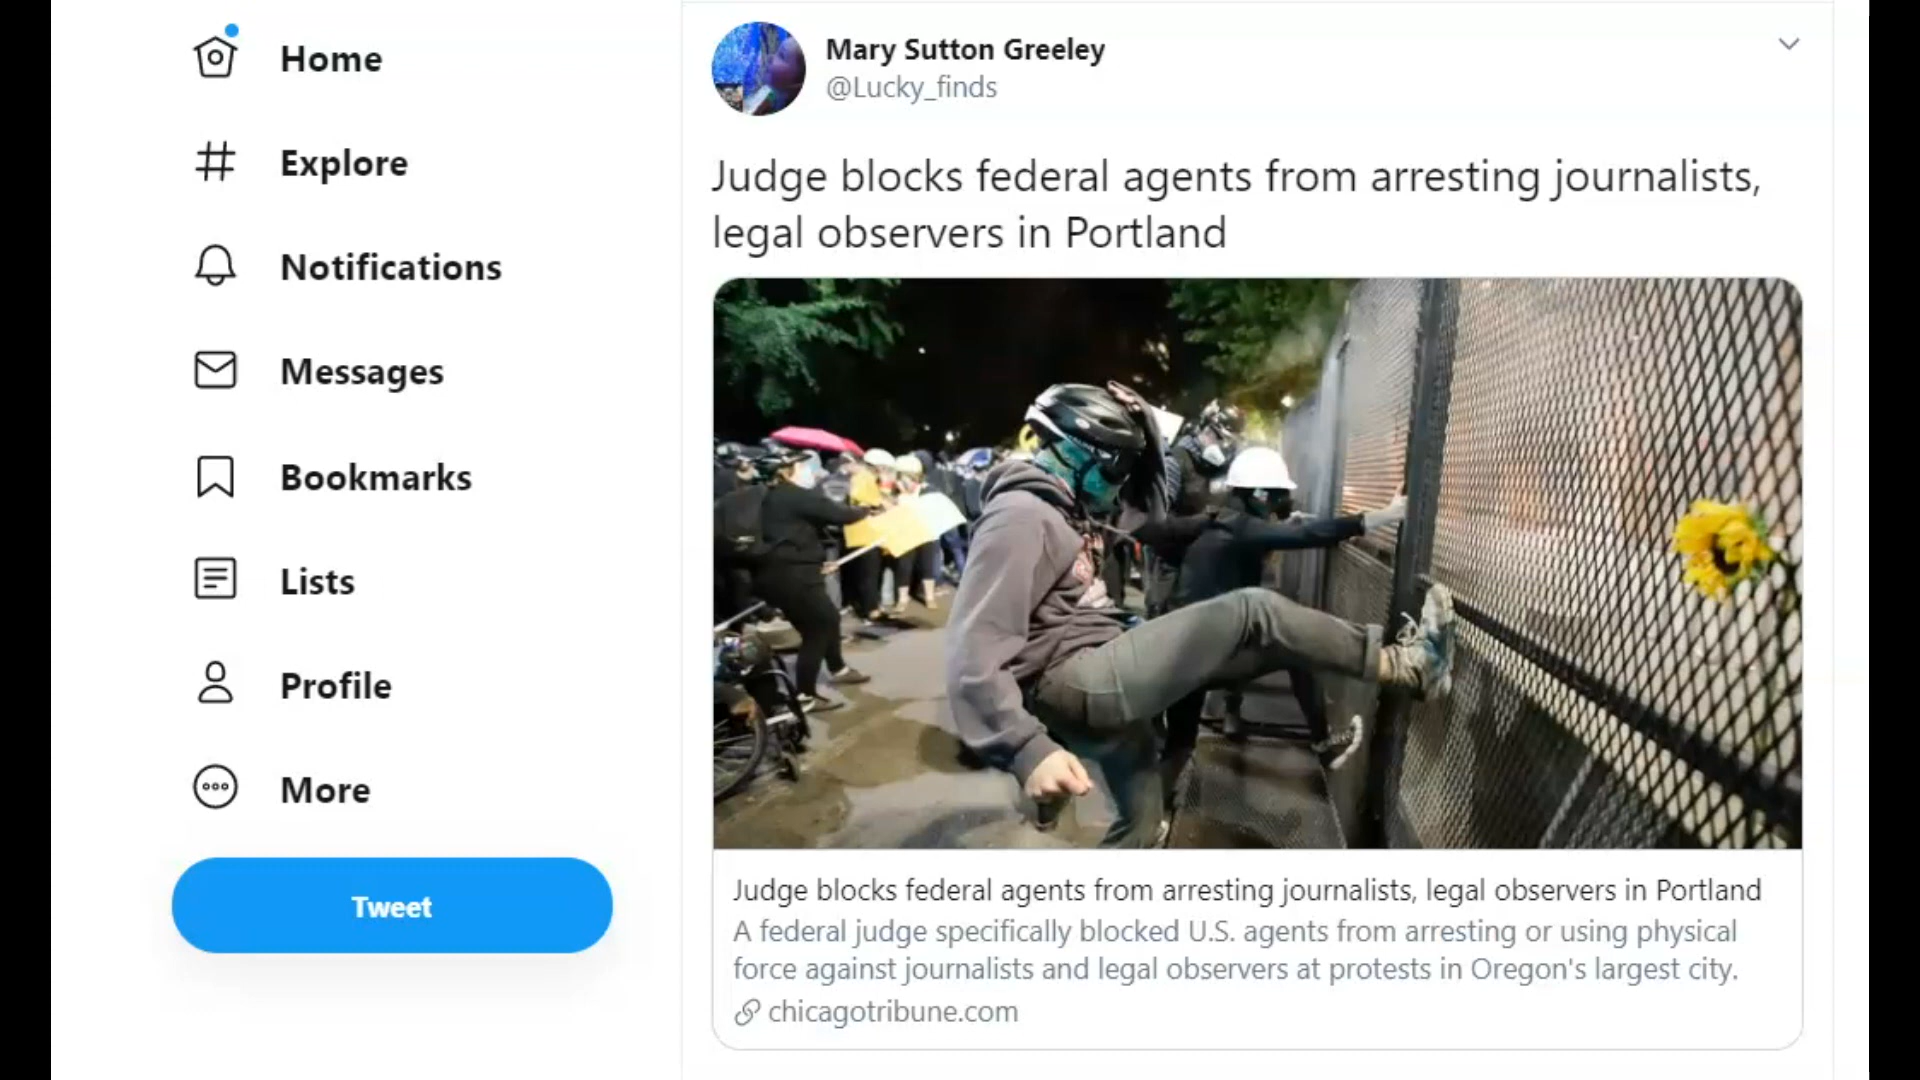 Home
Explore
Notifications
Messages
Bookmarks
Lists
Profile
More
Tweet
Mary Sutton Greeley
@Lucky_finds
Judge blocks federal agents from arresting journalists,
legal observers in Portland
Judge blocks federal agents from arresting journalists, legal observers in Portland
A federal judge specifically blocked U.S. agents from arresting or using physical
force against journalists and legal observers at protests in Oregon's largest city.
chicagotribune.com